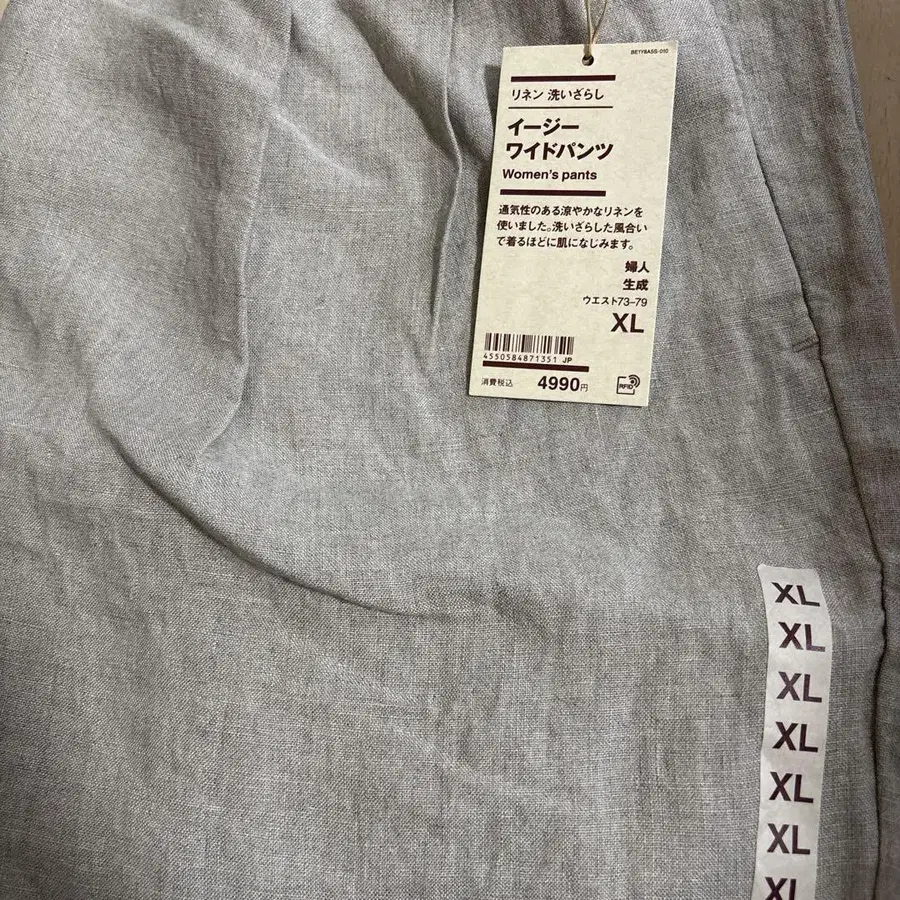 BE1Y8A5S-010
リネン 洗いざらし
イージー
ワイドパンツ
Women's pants
通気性のある涼やかなリネンを
使いました。洗いざらした風合い
で着るほどに肌になじみます。
婦人
生成
ウエスト73-79
XL
4550584871351 JP
消費税込 4990円
RFID
XL
XL
XL
XL
XL
XL
XL